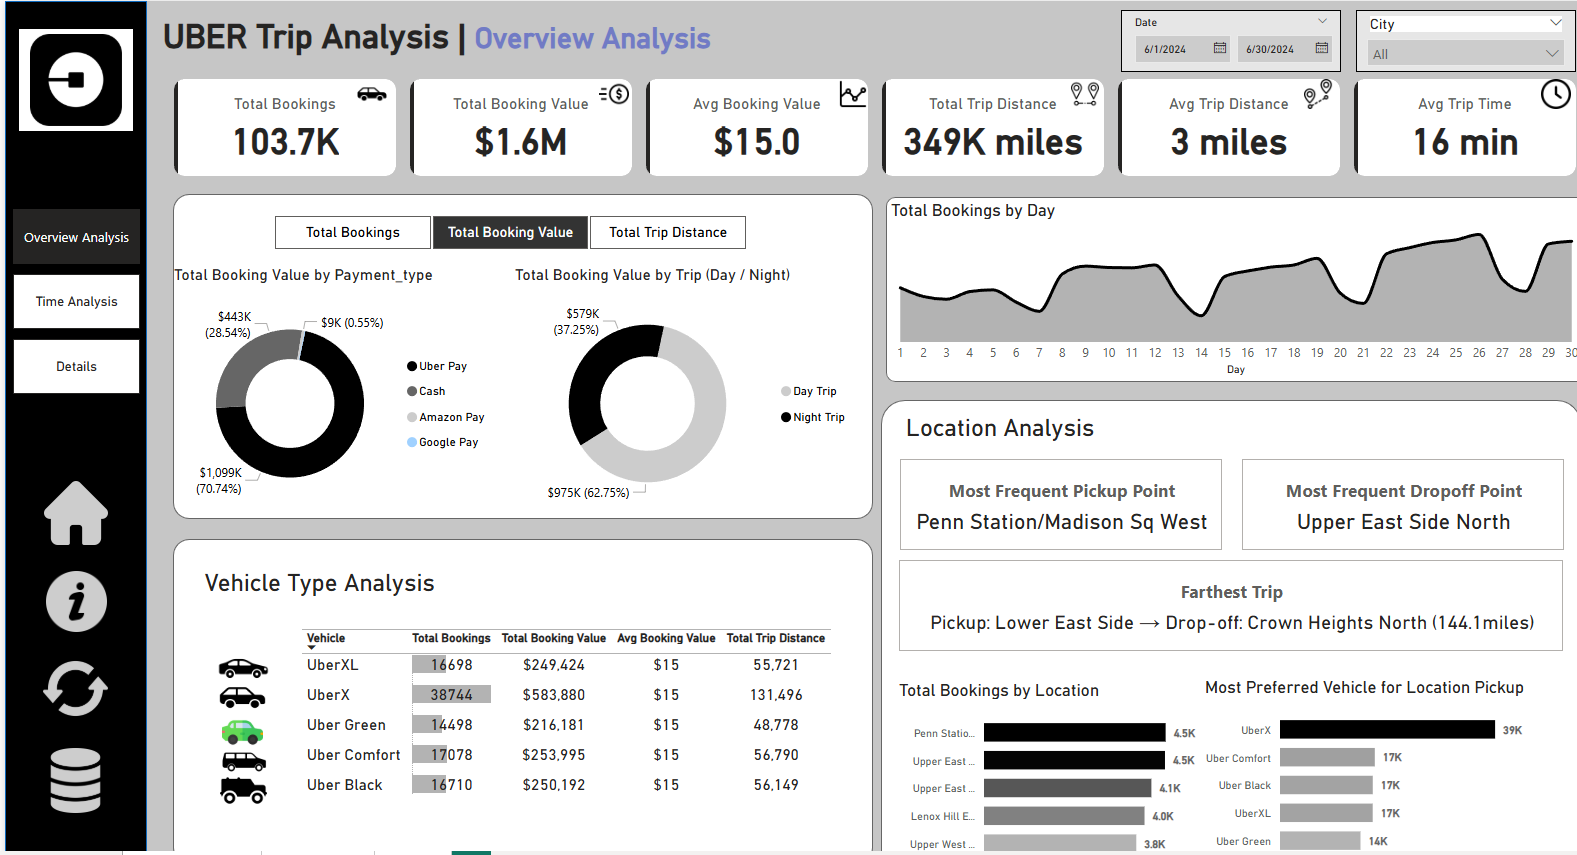 UBER Trip Analysis | Overview Analysis
Date
6/1/2024
6/30/2024
City
All
Total Bookings
103.7K
Total Booking Value
$1.6M
Avg Booking Value
$15.0
Total Trip Distance
349K miles
Avg Trip Distance
3 miles
Avg Trip Time
16 min
Overview Analysis
Time Analysis
Details
Total Bookings
Total Booking Value
Total Trip Distance
Total Booking Value by Payment_type
$443K
(28.54%)
$9K (0.55%)
$1,099K
(70.74%)
Uber Pay
Cash
Amazon Pay
Google Pay
Total Booking Value by Trip (Day / Night)
$579K
(37.25%)
$975K (62.75%)
Day Trip
Night Trip
Total Bookings by Day
1 2 3 4 5 6 7 8 9 10 11 12 13 14 15 16 17 18 19 20 21 22 23 24 25 26 27 28 29 30
Day
Vehicle Type Analysis
Vehicle Total Bookings Total Booking Value Avg Booking Value Total Trip Distance
UberXL 16698 $249,424 $15 55,721
UberX 38744 $583,880 $15 131,496
Uber Green 14498 $216,181 $15 48,778
Uber Comfort 17078 $253,995 $15 56,790
Uber Black 16710 $250,192 $15 56,149
Location Analysis
Most Frequent Pickup Point
Penn Station/Madison Sq West
Most Frequent Dropoff Point
Upper East Side North
Farthest Trip
Pickup: Lower East Side → Drop-off: Crown Heights North (144.1miles)
Total Bookings by Location
Penn Statio... 4.5K
Upper East ... 4.5K
Upper East ... 4.1K
Lenox Hill E... 4.0K
Upper West ... 3.8K
Most Preferred Vehicle for Location Pickup
UberX 39K
Uber Comfort 17K
Uber Black 17K
UberXL 17K
Uber Green 14K